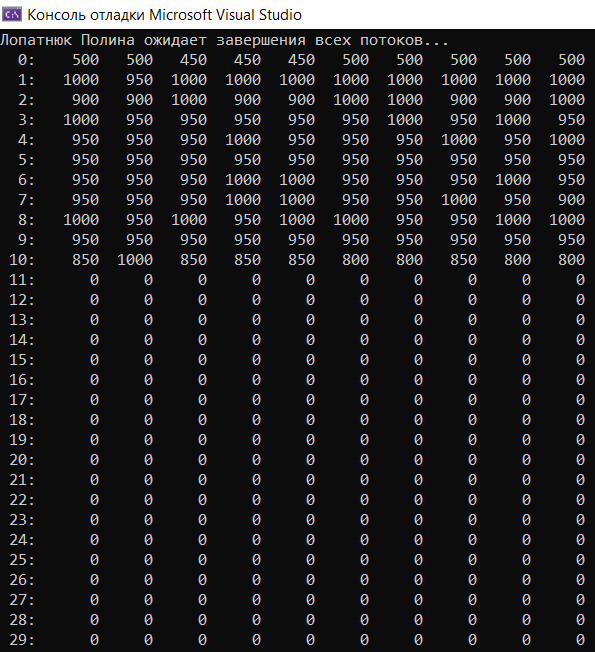 Консоль отладки Microsoft Visual Studio
Лопатнюк Полина ожидает завершения всех потоков...
0: 500 500 450 450 450 500 500 500 500 500
1: 1000 950 1000 950 1000 1000 1000 1000 1000 1000
2: 900 900 1000 900 900 1000 1000 900 900 1000
3: 1000 950 950 950 950 950 1000 950 1000 950
4: 950 950 950 1000 950 950 950 1000 950 1000
5: 950 950 950 950 950 950 950 950 950 950
6: 950 950 950 1000 1000 950 950 950 1000 950
7: 950 950 950 1000 1000 950 950 1000 950 900
8: 1000 950 1000 950 1000 1000 950 950 1000 1000
9: 950 950 950 950 950 950 950 950 950 950
10: 850 1000 850 850 850 800 800 850 800 800
11: 0 0 0 0 0 0 0 0 0 0
12: 0 0 0 0 0 0 0 0 0 0
13: 0 0 0 0 0 0 0 0 0 0
14: 0 0 0 0 0 0 0 0 0 0
15: 0 0 0 0 0 0 0 0 0 0
16: 0 0 0 0 0 0 0 0 0 0
17: 0 0 0 0 0 0 0 0 0 0
18: 0 0 0 0 0 0 0 0 0 0
19: 0 0 0 0 0 0 0 0 0 0
20: 0 0 0 0 0 0 0 0 0 0
21: 0 0 0 0 0 0 0 0 0 0
22: 0 0 0 0 0 0 0 0 0 0
23: 0 0 0 0 0 0 0 0 0 0
24: 0 0 0 0 0 0 0 0 0 0
25: 0 0 0 0 0 0 0 0 0 0
26: 0 0 0 0 0 0 0 0 0 0
27: 0 0 0 0 0 0 0 0 0 0
28: 0 0 0 0 0 0 0 0 0 0
29: 0 0 0 0 0 0 0 0 0 0